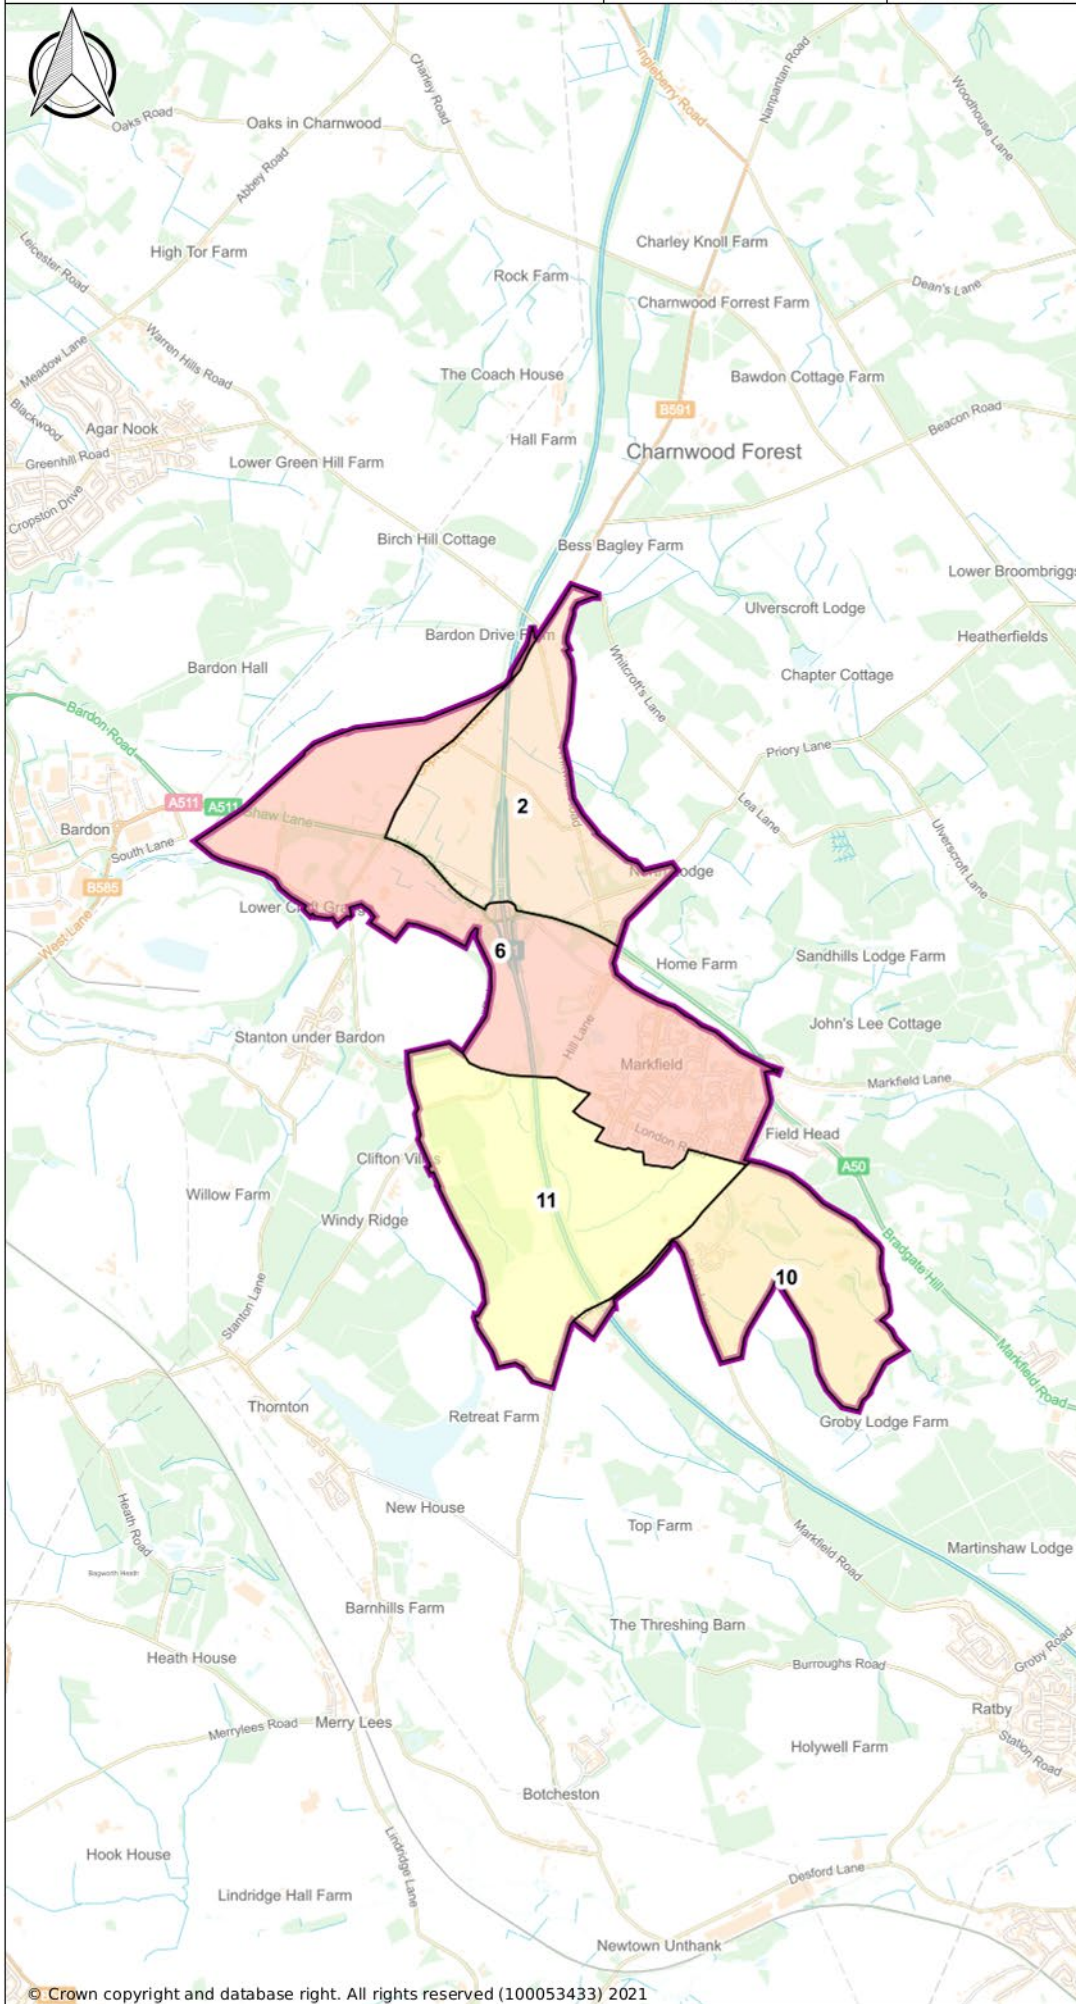 Ingleberry Road
Nanpantan Road
Charley Road
Woodhouse Lane
Oaks Road
Oaks in Charnwood
Abbey Road
Charley Knoll Farm
High Tor Farm
Leicester Road
Rock Farm
Dean's Lane
Charnwood Forrest Farm
Warren Hills Road
Meadow Lane
The Coach House
Bawdon Cottage Farm
B591
Blackwood
Beacon Road
Agar Nook
Hall Farm
Charnwood Forest
Greenhill Road
Lower Green Hill Farm
Cropston Drive
Birch Hill Cottage
Bess Bagley Farm
Lower Broombriggs
Ulverscroft Lodge
Bardon Drive F m
Heatherfields
Bardon Hall
Whitcroft's Lane
Chapter Cottage
Bardon Road
Priory Lane
A511
A511
Shaw Lane
2
Lea Lane
Bardon
South Lane
Ulverscroft Lane
B585
Lodge
Lower
West Lane
6
Home Farm
Sandhills Lodge Farm
Stanton under Bardon
John's Lee Cottage
Hill Lane
Markfield
Markfield Lane
London R
Field Head
Clifton Vil s
A50
Willow Farm
11
Windy Ridge
Bradgate Hill
10
Stanton Lane
Markfield Road
Thornton
Retreat Farm
Groby Lodge Farm
Heath Road
New House
Top Farm
Markfield Road
Martinshaw Lodge
Bagworth Heath
Barnhills Farm
The Threshing Barn
Groby Road
Heath House
Burroughs Road
Merrylees Road
Merry Lees
Ratby
Station Road
Holywell Farm
Botcheston
Hook House
Lindridge Lane
Desford Lane
Lindridge Hall Farm
Newtown Unthank
© Crown copyright and database right. All rights reserved (100053433) 2021